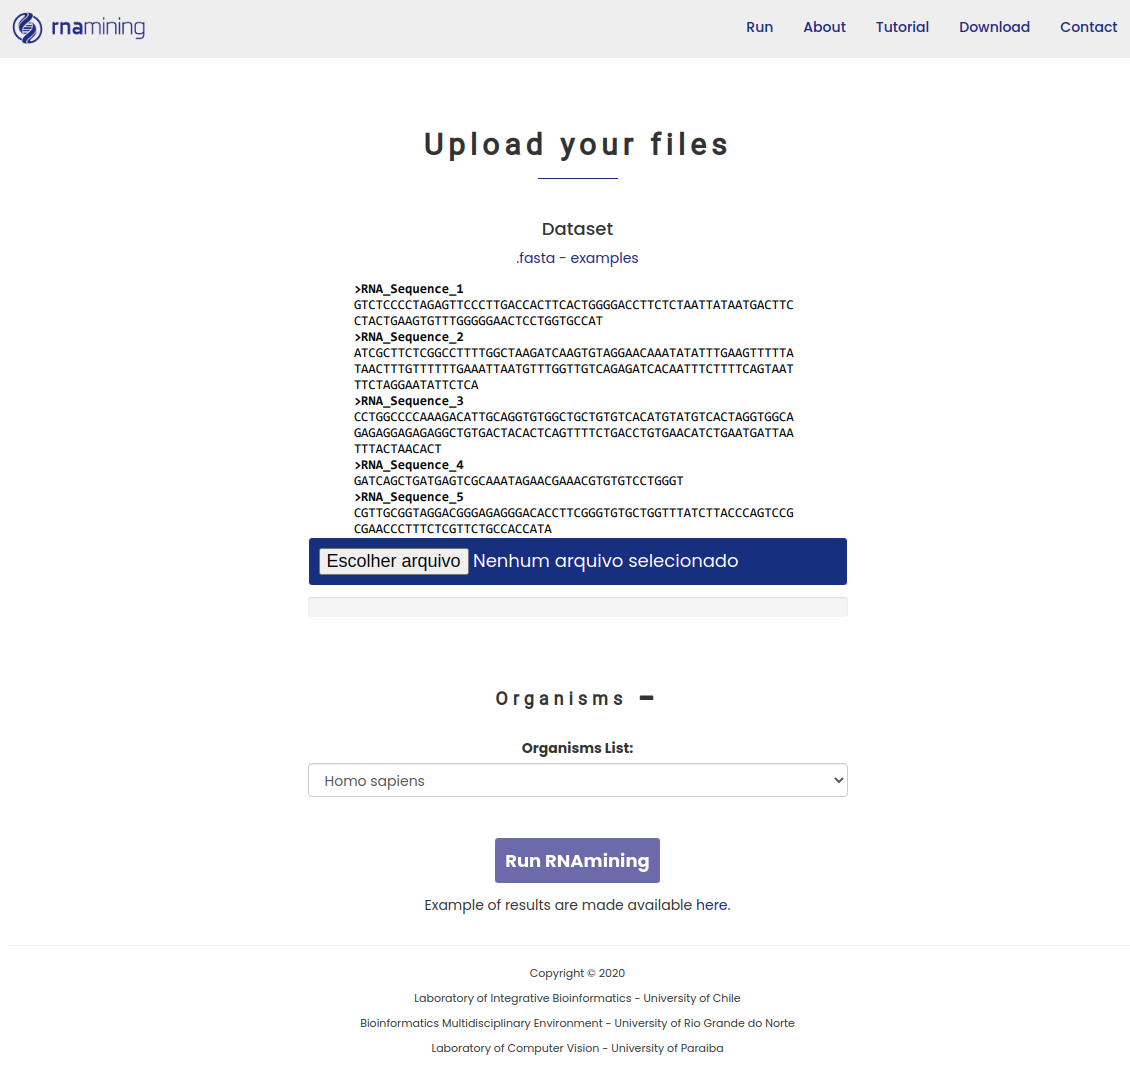 rnamining
Run About Tutorial Download Contact
Upload your files
Dataset
.fasta - examples
>RNA_Sequence_1
GTCTCCCCTAGAGTTCCCTTGACCACTTCACTGGGGACCTTCTCTAATTATAATGACTTC
CTACTGAAGTGTTTGGGGGAACTCCTGGTGCCAT
>RNA_Sequence_2
ATCGCTTCTCGGCCTTTTGGCTAAGATCAAGTGTAGGAACAAATATATTTGAAGTTTTTA
TAACTTTGTTTTTTGAAATTAATGTTTGGTTGTCAGAGATCACAATTTCTTTTCAGTAAT
TTCTAGGAATATTCTCA
>RNA_Sequence_3
CCTGGCCCCAAAGACATTGCAGGTGTGGCTGCTGTGTCACATGTATGTCACTAGGTGGCA
GAGAGGAGAGAGGCTGTGACTACACTCAGTTTTCTGACCTGTGAACATCTGAATGATTAA
TTTACTAACACT
>RNA_Sequence_4
GATCAGCTGATGAGTCGCAAATAGAACGAAACGTGTGTCCTGGGT
>RNA_Sequence_5
CGTTGCGGTAGGACGGGAGAGGGACACCTTCGGGTGTGCTGGTTTATCTTACCCAGTCCG
CGAACCCTTTCTCGTTCTGCCACCATA
Escolher arquivo Nenhum arquivo selecionado
Organisms
Organisms List:
Homo sapiens
Run RNAmining
Example of results are made available here.
Copyright © 2020
Laboratory of Integrative Bioinformatics - University of Chile
Bioinformatics Multidisciplinary Environment - University of Rio Grande do Norte
Laboratory of Computer Vision - University of Paraiba